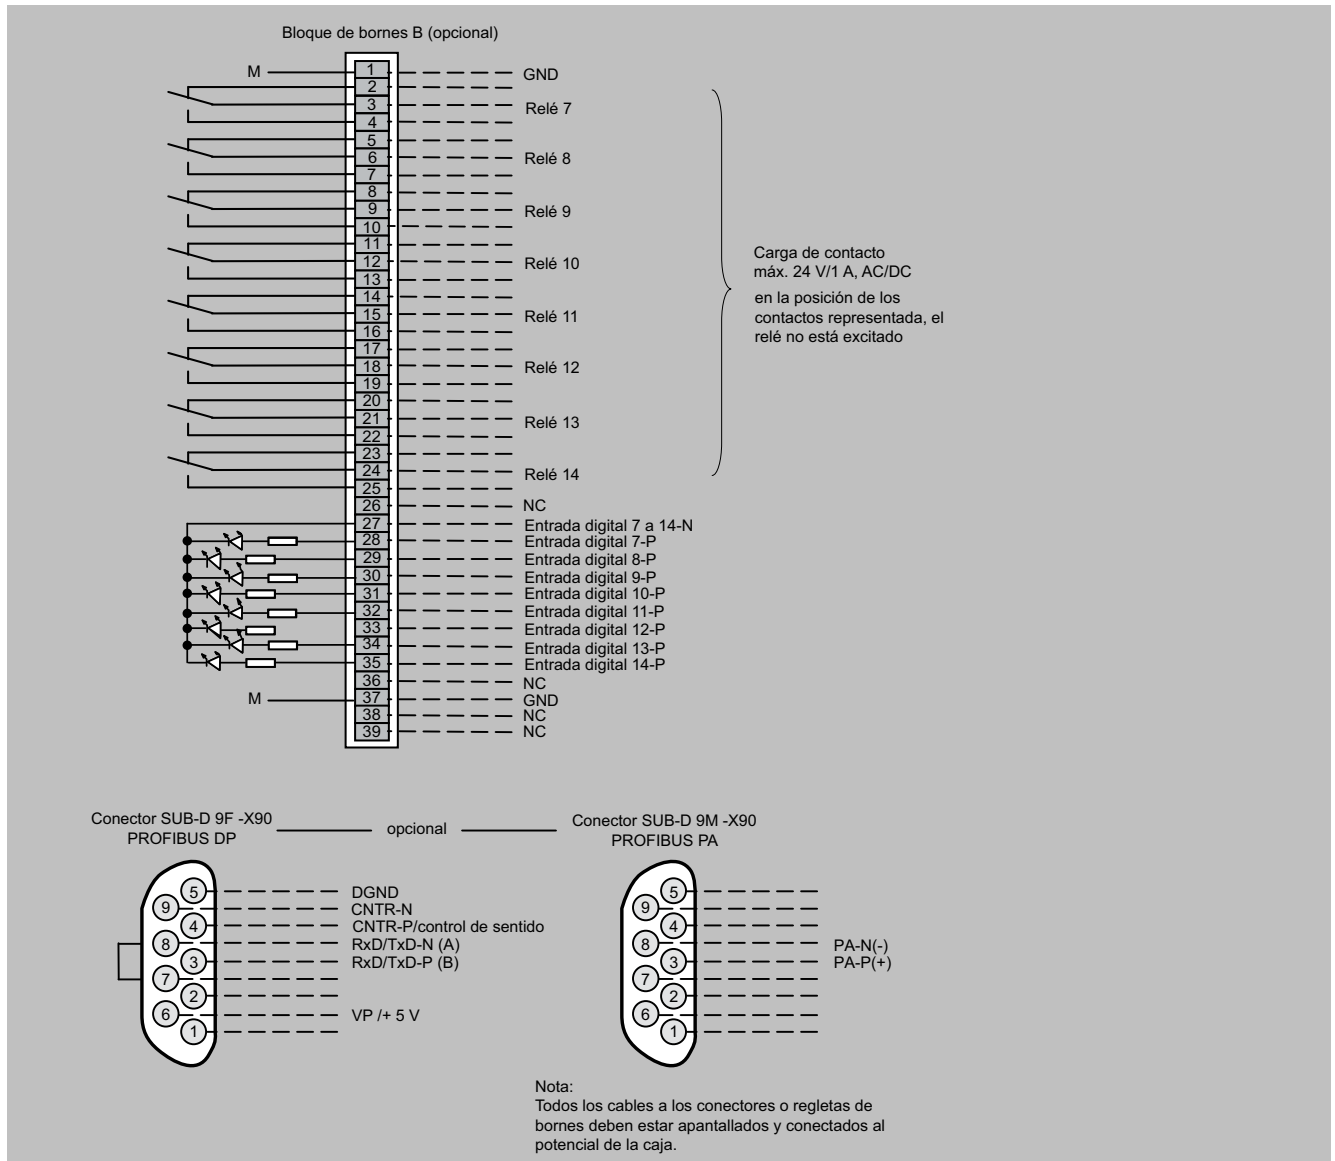 Bloque de bornes B (opcional)
M 1 GND
2
3 Relé 7
4
5
6 Relé 8
7
8
9 Relé 9
10
11
12 Relé 10
13
14
15 Relé 11
16
17
18 Relé 12
19
20
21 Relé 13
22
23
24 Relé 14
25
26 NC
27 Entrada digital 7 a 14-N
28 Entrada digital 7-P
29 Entrada digital 8-P
30 Entrada digital 9-P
31 Entrada digital 10-P
32 Entrada digital 11-P
33 Entrada digital 12-P
34 Entrada digital 13-P
35 Entrada digital 14-P
36 NC
M 37 GND
38 NC
39 NC
Carga de contacto
máx. 24 V/1 A, AC/DC
en la posición de los
contactos representada, el
relé no está excitado
Conector SUB-D 9F -X90
PROFIBUS DP
opcional
Conector SUB-D 9M -X90
PROFIBUS PA
5 DGND
9 CNTR-N
4 CNTR-P/control de sentido
8 RxD/TxD-N (A)
3 RxD/TxD-P (B)
7
2
6 VP /+ 5 V
1
5
9
4
8 PA-N(-)
3 PA-P(+)
7
2
6
1
Nota:
Todos los cables a los conectores o regletas de
bornes deben estar apantallados y conectados al
potencial de la caja.